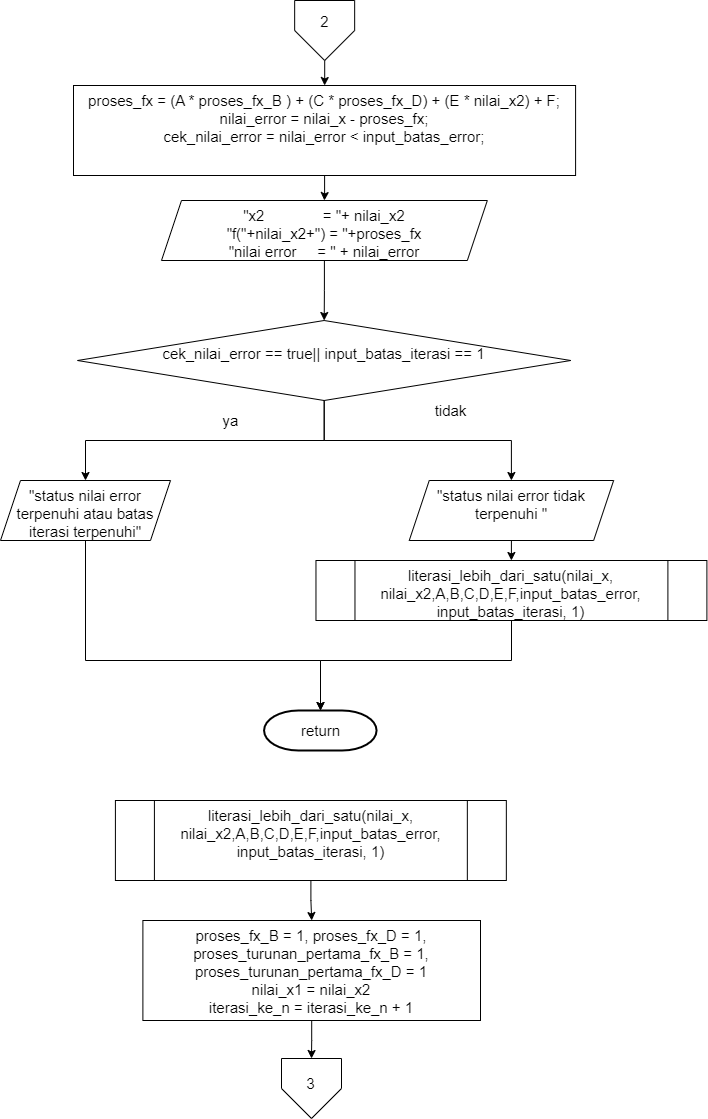 2
proses_fx = (A * proses_fx_B ) + (C * proses_fx_D) + (E * nilai_x2) + F;
nilai_error = nilai_x - proses_fx;
cek_nilai_error = nilai_error < input_batas_error;
"x2 = "+ nilai_x2
"f("+nilai_x2+") = "+proses_fx
"nilai error = " + nilai_error
cek_nilai_error == true|| input_batas_iterasi == 1
ya
tidak
"status nilai error
terpenuhi atau batas
iterasi terpenuhi"
"status nilai error tidak
terpenuhi "
literasi_lebih_dari_satu(nilai_x,
nilai_x2,A,B,C,D,E,F,input_batas_error,
input_batas_iterasi, 1)
return
literasi_lebih_dari_satu(nilai_x,
nilai_x2,A,B,C,D,E,F,input_batas_error,
input_batas_iterasi, 1)
proses_fx_B = 1, proses_fx_D = 1,
proses_turunan_pertama_fx_B = 1,
proses_turunan_pertama_fx_D = 1
nilai_x1 = nilai_x2
iterasi_ke_n = iterasi_ke_n + 1
3